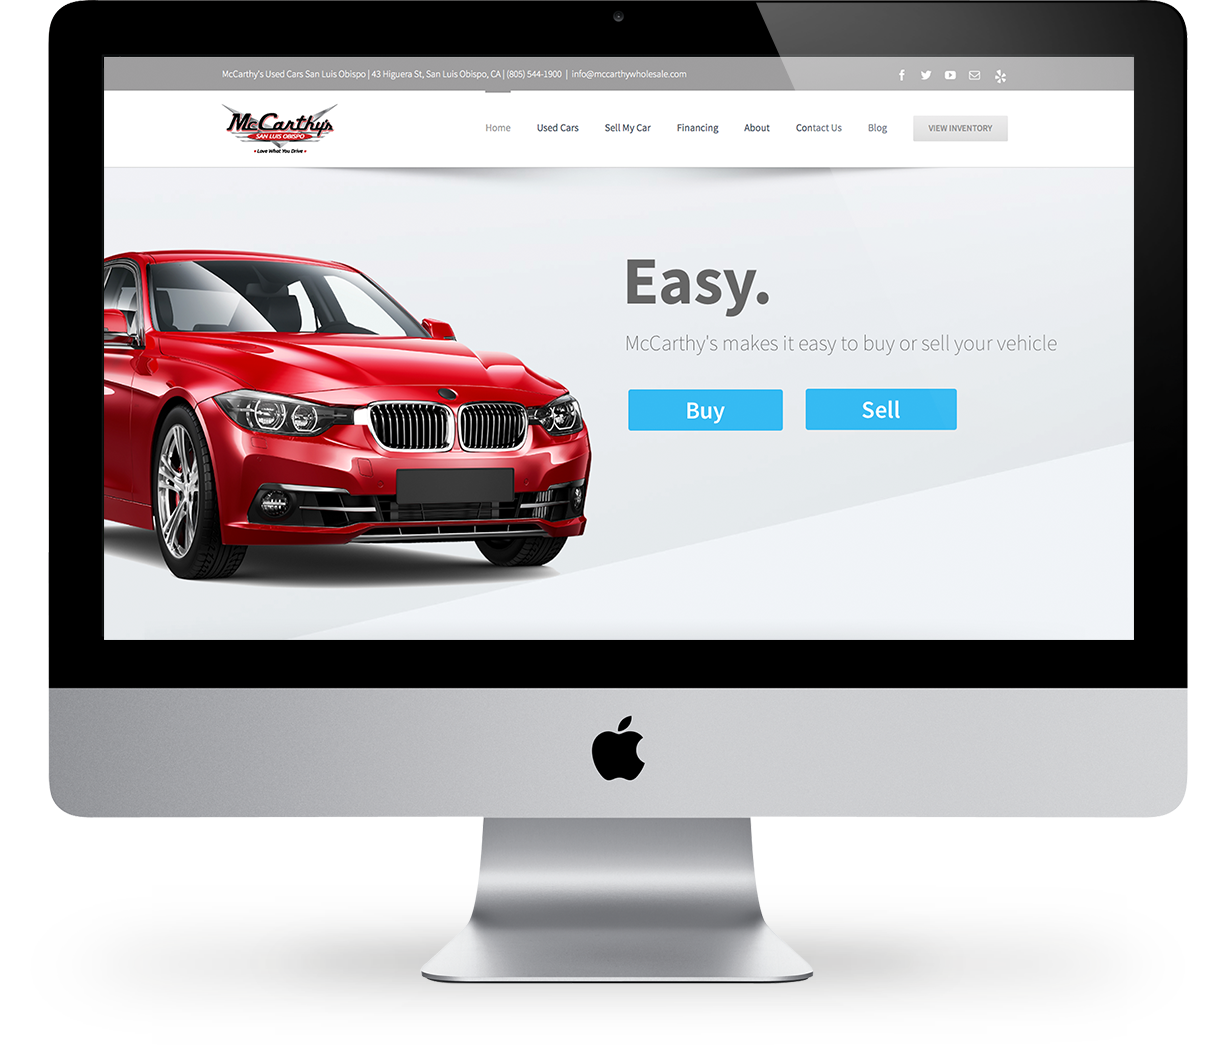 McCarthy's Used Cars San Luis Obispo | 43 Higuera St, San Luis Obispo, CA | (805) 544-1900 | info@mccarthywholesale.com
McCarthy's
SAN LUIS OBISPO
• Love What You Drive •
Home Used Cars Sell My Car Financing About Contact Us Blog VIEW INVENTORY
Easy.
McCarthy's makes it easy to buy or sell your vehicle
Buy Sell